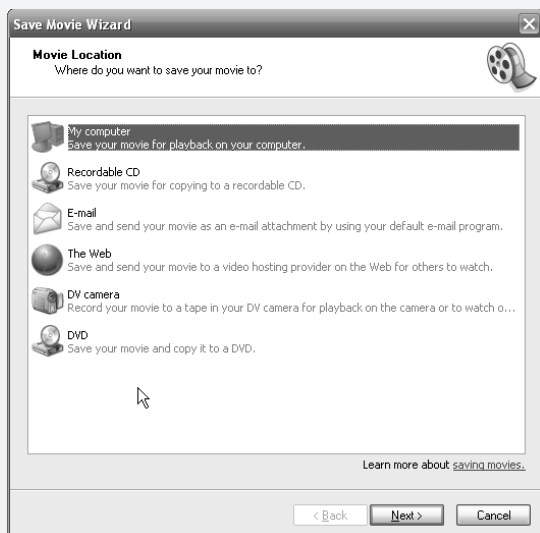 Save Movie Wizard
Movie Location
Where do you want to save your movie to?
My computer
Save your movie for playback on your computer.
Recordable CD
Save your movie for copying to a recordable CD.
E-mail
Save and send your movie as an e-mail attachment by using your default e-mail program.
The Web
Save and send your movie to a video hosting provider on the Web for others to watch.
DV camera
Record your movie to a tape in your DV camera for playback on the camera or to watch o...
DVD
Save your movie and copy it to a DVD.
Learn more about saving movies.
< Back Next > Cancel